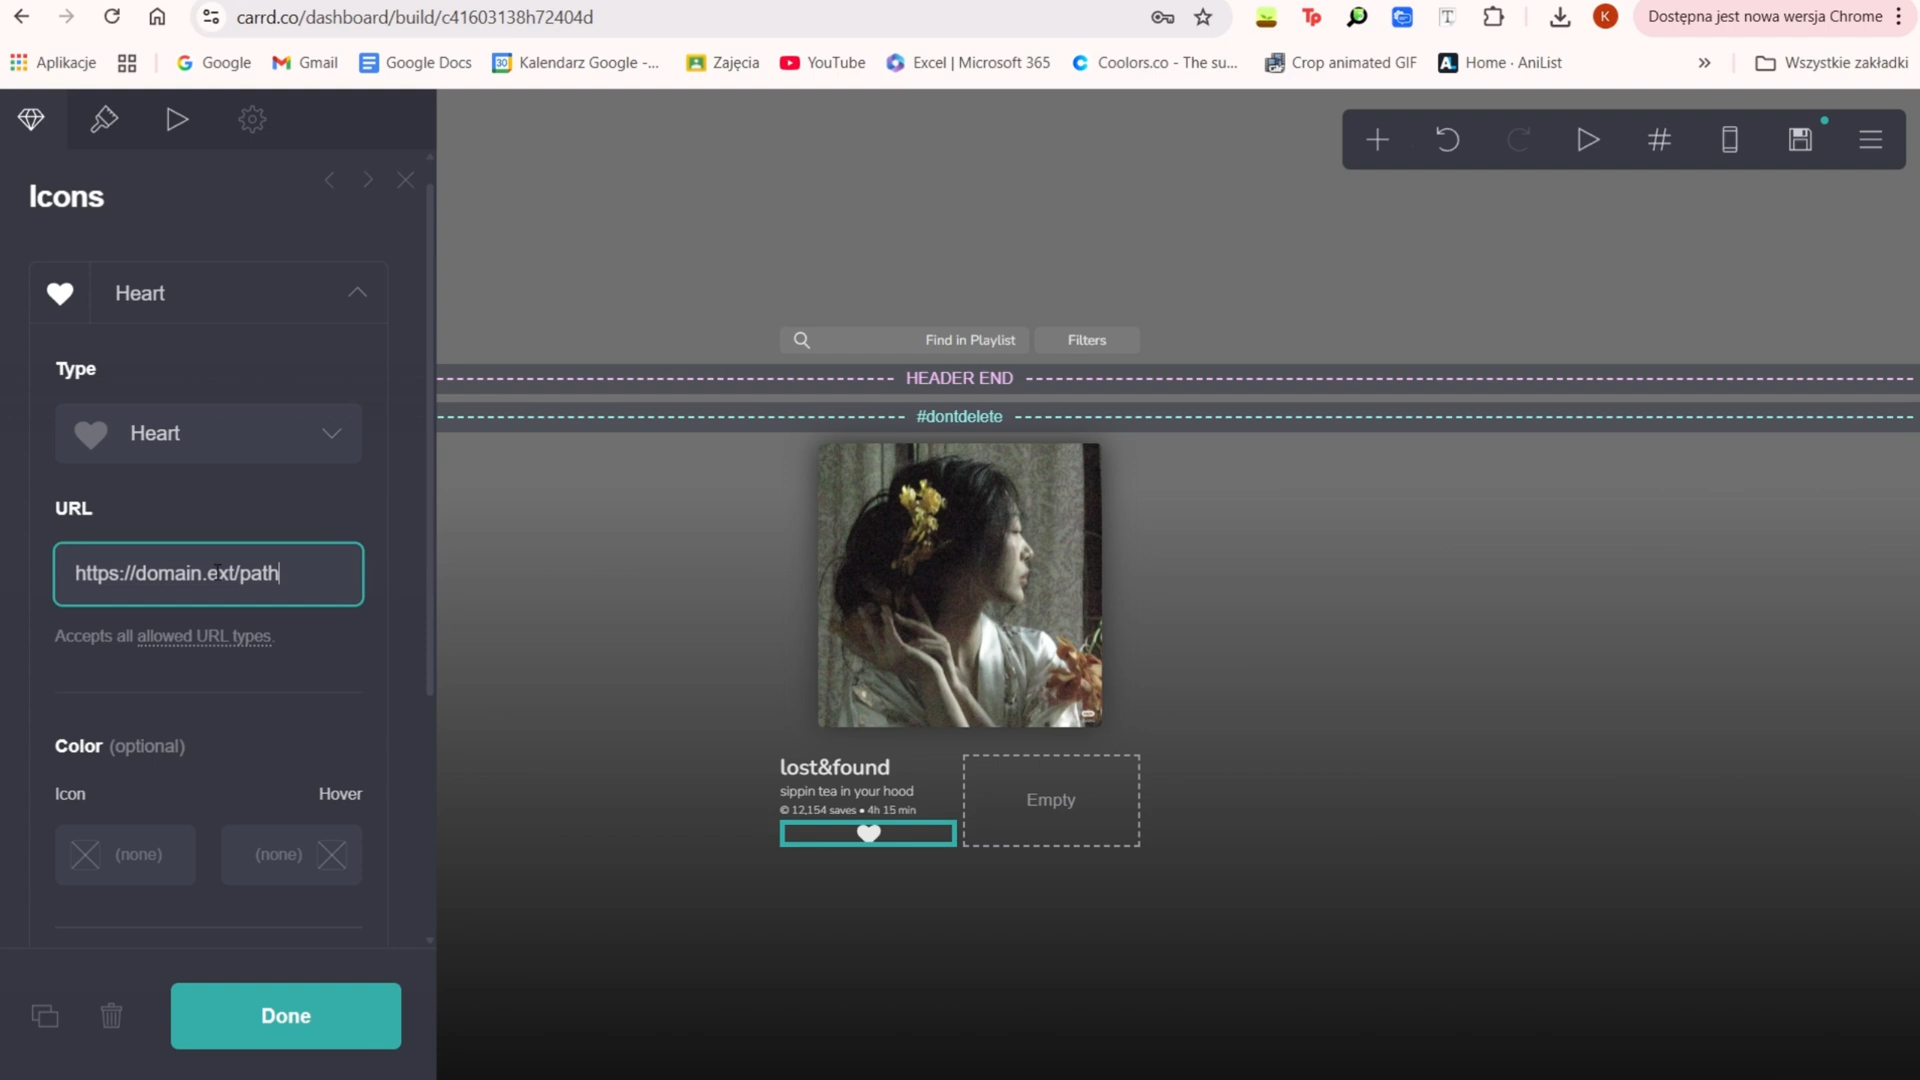 carrd.co/dashboard/build/c41603138h72404d
Dostępna jest nowa wersja Chrome
Aplikacje Google Gmail Google Docs Kalendarz Google -... Zajęcia YouTube Excel | Microsoft 365 Coolors.co - The su... Crop animated GIF Home · AniList » Wszystkie zakładki
Icons
Heart
Type
Heart
URL
https://domain.ext/path
Accepts all allowed URL types.
Color (optional)
Icon Hover
(none) (none)
Done
Find in Playlist Filters
HEADER END
#dontdelete
lost&found
sippin tea in your hood
© 12,154 saves • 4h 15 min
Empty